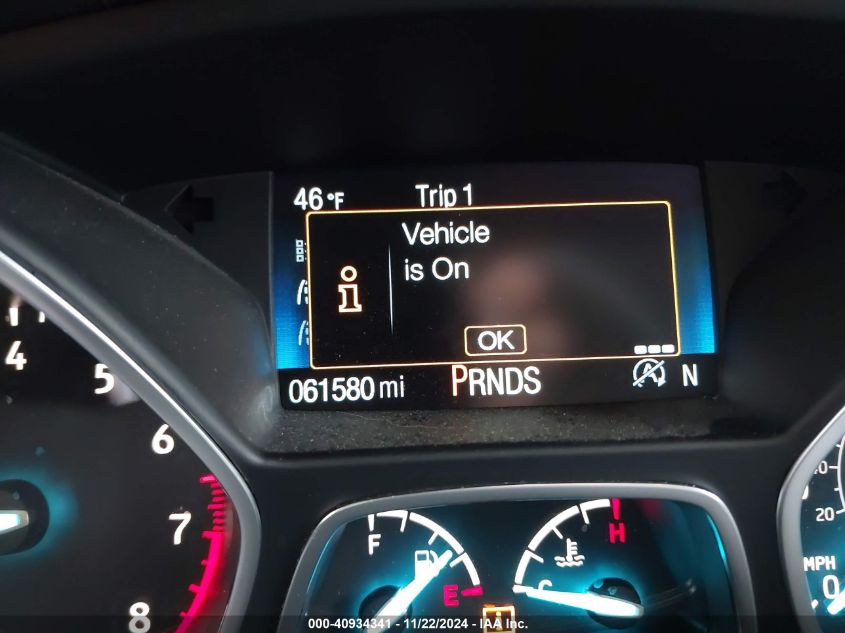 46°F Trip 1
Vehicle
is On
OK
061580 mi PRNDS N
4
5
6
7
8
F
E
H
C
40
20
MPH
0
000-40934341 - 11/22/2024 - IAA Inc.